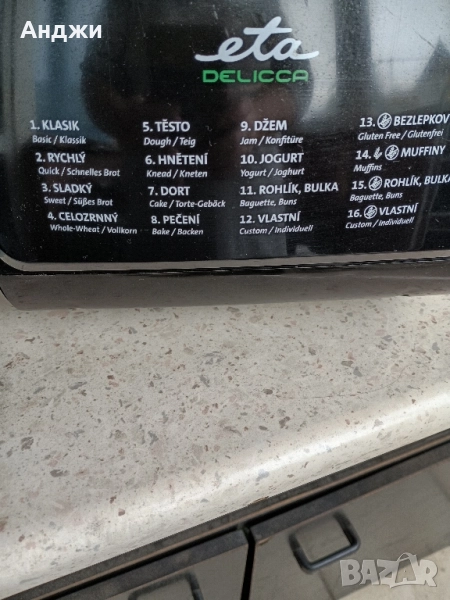 Анджи
eta
DELICCA
1. KLASIK
Basic / Klassik
2. RYCHLÝ
Quick / Schnelles Brot
3. SLADKÝ
Sweet / Süßes Brot
4. CELOZRNNÝ
Whole-Wheat / Vollkorn
5. TĚSTO
Dough / Teig
6. HNĚTENÍ
Knead / Kneten
7. DORT
Cake / Torte-Gebäck
8. PEČENÍ
Bake / Backen
9. DŽEM
Jam / Konfitüre
10. JOGURT
Yogurt / Joghurt
11. ROHLÍK, BULKA
Baguette, Buns
12. VLASTNÍ
Custom / Individuell
13. BEZLEPKOV
Gluten Free / Glutenfrei
14. MUFFINY
Muffins
15. ROHLÍK, BULKA
Baguette, Buns
16. VLASTNÍ
Custom / Individuell
BAZAR